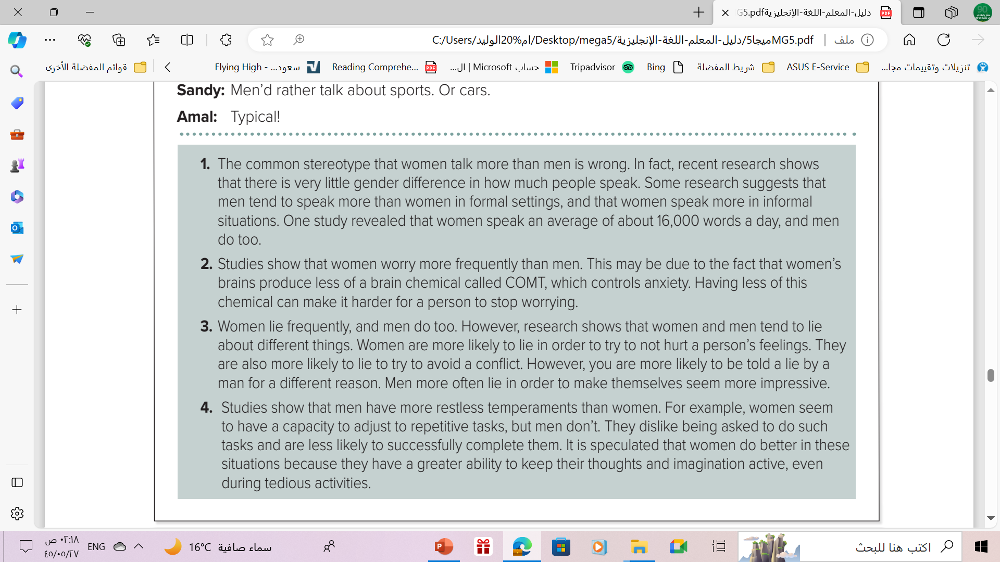 دليل-المعلم-اللغة-الإنجليزيةG5.pdf
C:/Users/ام%20الوليد/Desktop/mega5/دليل-المعلم-اللغة-الإنجليزية-ميجا5/MG5.pdf
ملف
قوائم المفضلة الأخرى
Flying High - ...سعود
Reading Comprehe...
حساب Microsoft | ال...
Tripadvisor
Bing
شريط المفضلة
ASUS E-Service
تنزيلات وتقييمات مجا...
Sandy: Men’d rather talk about sports. Or cars.
Amal: Typical!
1. The common stereotype that women talk more than men is wrong. In fact, recent research shows
that there is very little gender difference in how much people speak. Some research suggests that
men tend to speak more than women in formal settings, and that women speak more in informal
situations. One study revealed that women speak an average of about 16,000 words a day, and men
do too.
2. Studies show that women worry more frequently than men. This may be due to the fact that women’s
brains produce less of a brain chemical called COMT, which controls anxiety. Having less of this
chemical can make it harder for a person to stop worrying.
3. Women lie frequently, and men do too. However, research shows that women and men tend to lie
about different things. Women are more likely to lie in order to try to not hurt a person’s feelings. They
are also more likely to lie to try to avoid a conflict. However, you are more likely to be told a lie by a
man for a different reason. Men more often lie in order to make themselves seem more impressive.
4. Studies show that men have more restless temperaments than women. For example, women seem
to have a capacity to adjust to repetitive tasks, but men don’t. They dislike being asked to do such
tasks and are less likely to successfully complete them. It is speculated that women do better in these
situations because they have a greater ability to keep their thoughts and imagination active, even
during tedious activities.
٠٢:١٨ ص
٤٥/٠٥/٢٧
ENG
16°C سماء صافية
اكتب هنا للبحث